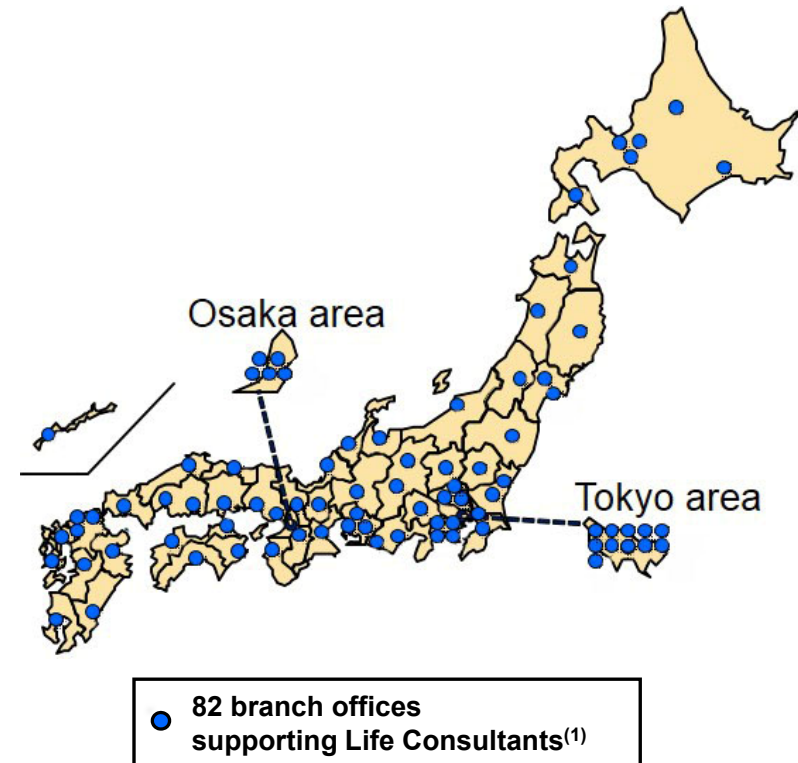 Osaka area
Tokyo area
82 branch offices
supporting Life Consultants(1)